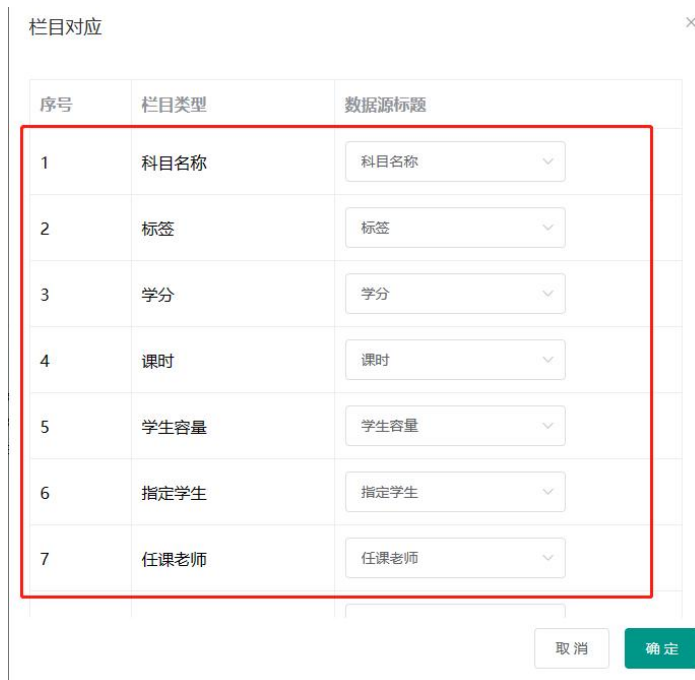 栏目对应
序号 栏目类型 数据源标题
1 科目名称 科目名称
2 标签 标签
3 学分 学分
4 课时 课时
5 学生容量 学生容量
6 指定学生 指定学生
7 任课老师 任课老师
取消 确定